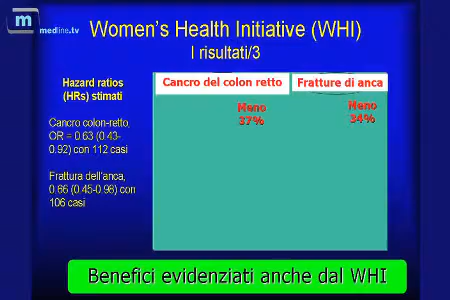 m medline.tv
Women's Health Initiative (WHI)
I risultati/3
Hazard ratios
(HRs) stimati
Cancro colon-retto,
OR = 0.63 (0.43-
0.92) con 112 casi
Frattura dell'anca,
0.66 (0.45-0.98) con
106 casi
Cancro del colon retto
Fratture di anca
Meno
37%
Meno
34%
Benefici evidenziati anche dal WHI